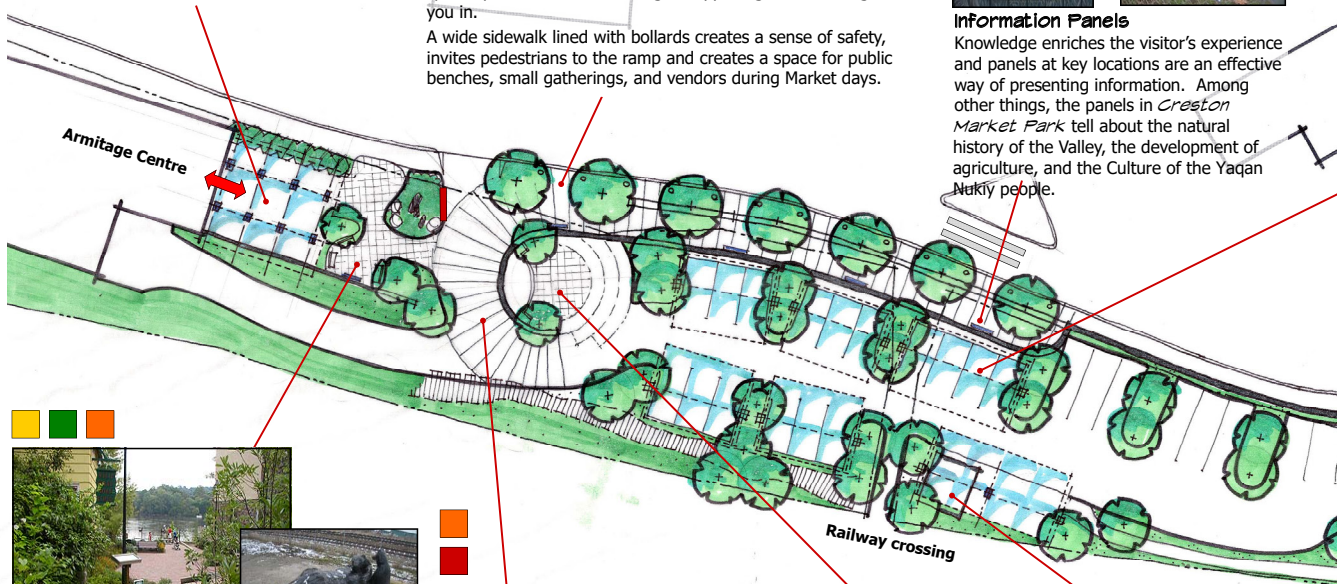 you in.
A wide sidewalk lined with bollards creates a sense of safety,
invites pedestrians to the ramp and creates a space for public
benches, small gatherings, and vendors during Market days.
Information Panels
Knowledge enriches the visitor’s experience
and panels at key locations are an effective
way of presenting information. Among
other things, the panels in Creston
Market Park tell about the natural
history of the Valley, the development of
agriculture, and the Culture of the Yaqan
Nukiy people.
Armitage Centre
Railway crossing